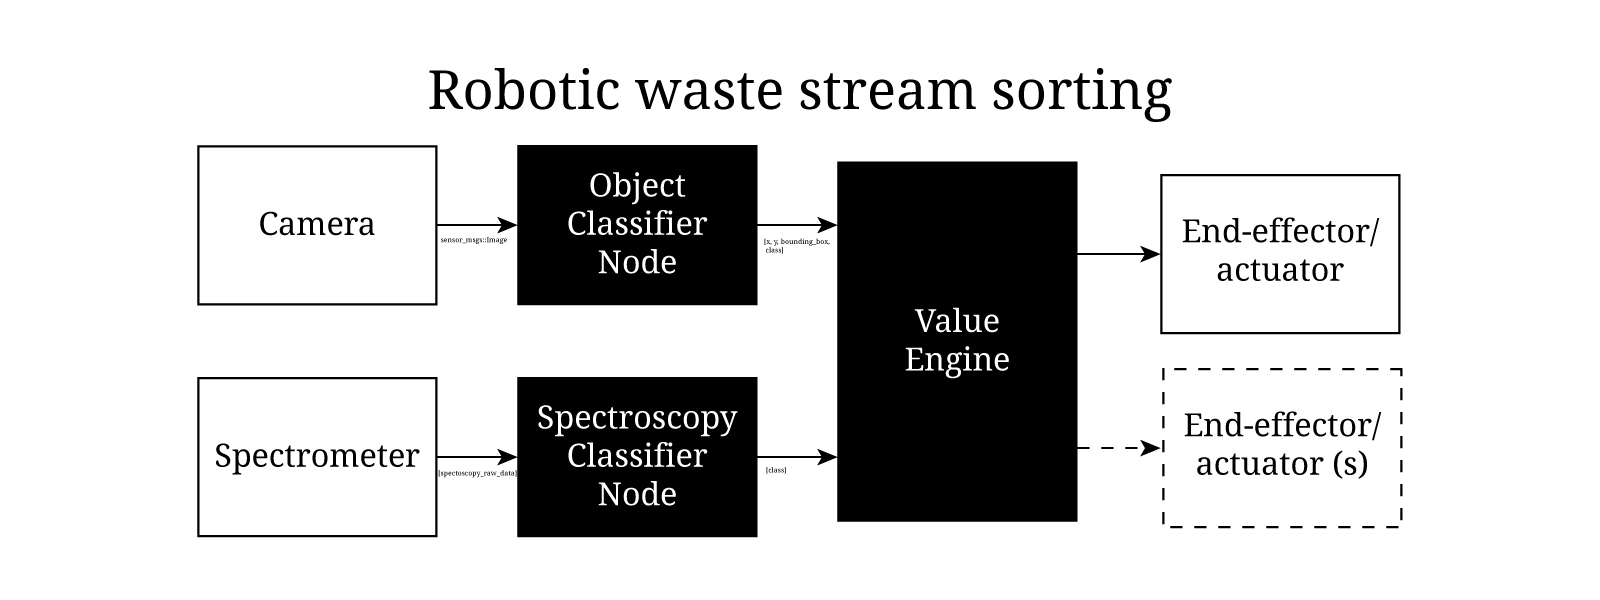 Robotic waste stream sorting
Camera
sensor_msgs::Image
Object
Classifier
Node
[x, y, bounding_box,
class]
Value
Engine
End-effector/
actuator
Spectrometer
[spectoscopy_raw_data]
Spectroscopy
Classifier
Node
[class]
End-effector/
actuator (s)